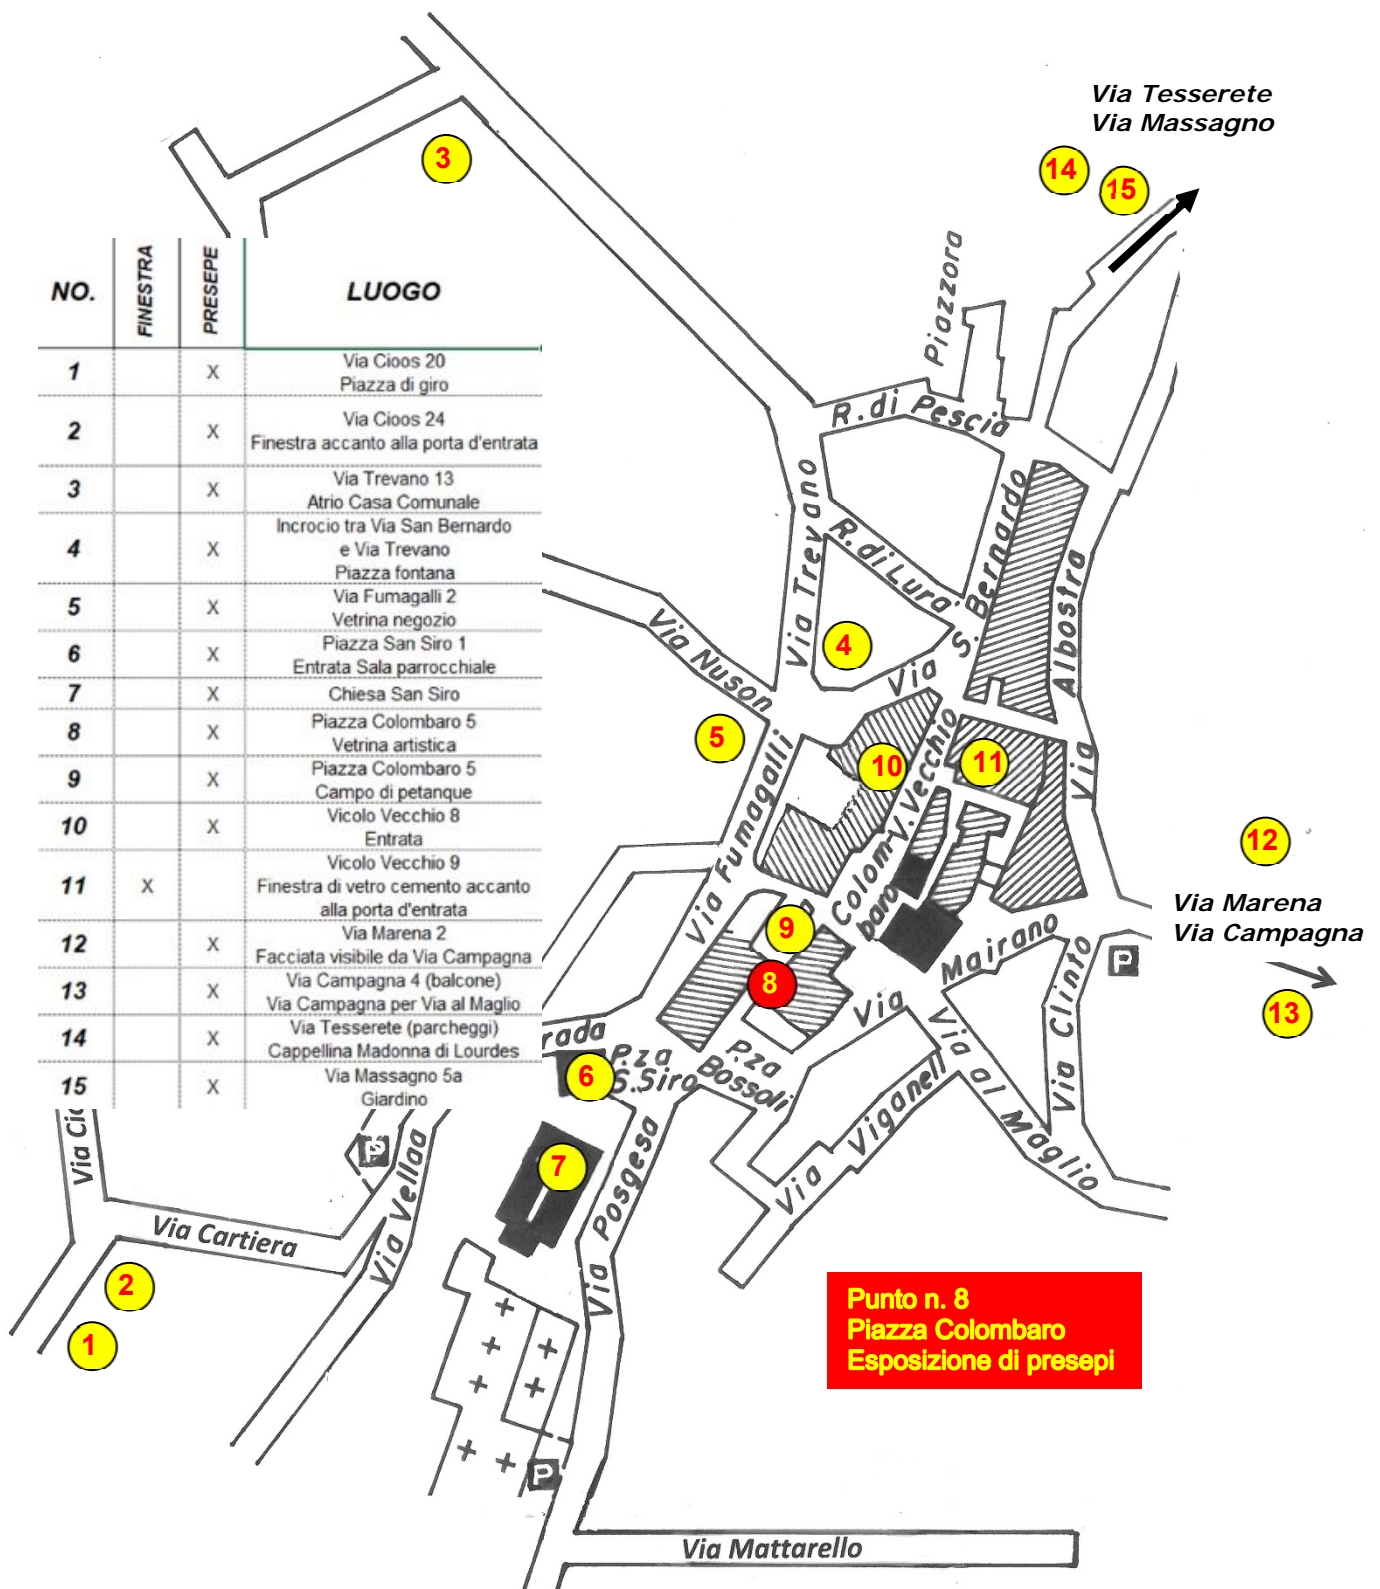 Via Tesserete
Via Massagno
3
14
15
Piazzora
R. di Pescia
NO.
FINESTRA
PRESEPE
LUOGO
1
X
Via Cioos 20
Piazza di giro
2
X
Via Cioos 24
Finestra accanto alla porta d'entrata
3
X
Via Trevano 13
Atrio Casa Comunale
4
X
Incrocio tra Via San Bernardo
e Via Trevano
Piazza fontana
5
X
Via Fumagalli 2
Vetrina negozio
6
X
Piazza San Siro 1
Entrata Sala parrocchiale
7
X
Chiesa San Siro
8
X
Piazza Colombaro 5
Vetrina artistica
9
X
Piazza Colombaro 5
Campo di petanque
10
X
Vicolo Vecchio 8
Entrata
11
X
Vicolo Vecchio 9
Finestra di vetro cemento accanto
alla porta d'entrata
12
X
Via Marena 2
Facciata visibile da Via Campagna
13
X
Via Campagna 4 (balcone)
Via Campagna per Via al Maglio
14
X
Via Tesserete (parcheggi)
Cappellina Madonna di Lourdes
15
X
Via Massagno 5a
Giardino
Via Trevano
R. di Lura
Via S. Bernardo
Via Albostra
4
Via Nuson
5
10
11
V. Vecchio
Via Fumagalli
12
Via Marena
Via Campagna
Colom-
baro
9
8
Via Mairano
P
13
Via Clinto
rada
P.za
S. Siro
P.za
Bossoli
6
Via al Maglio
Via Viganell
7
Via Posgesa
Via Cio
P
Via Vellaa
Via Cartiera
2
1
Punto n. 8
Piazza Colombaro
Esposizione di presepi
P
Via Mattarello